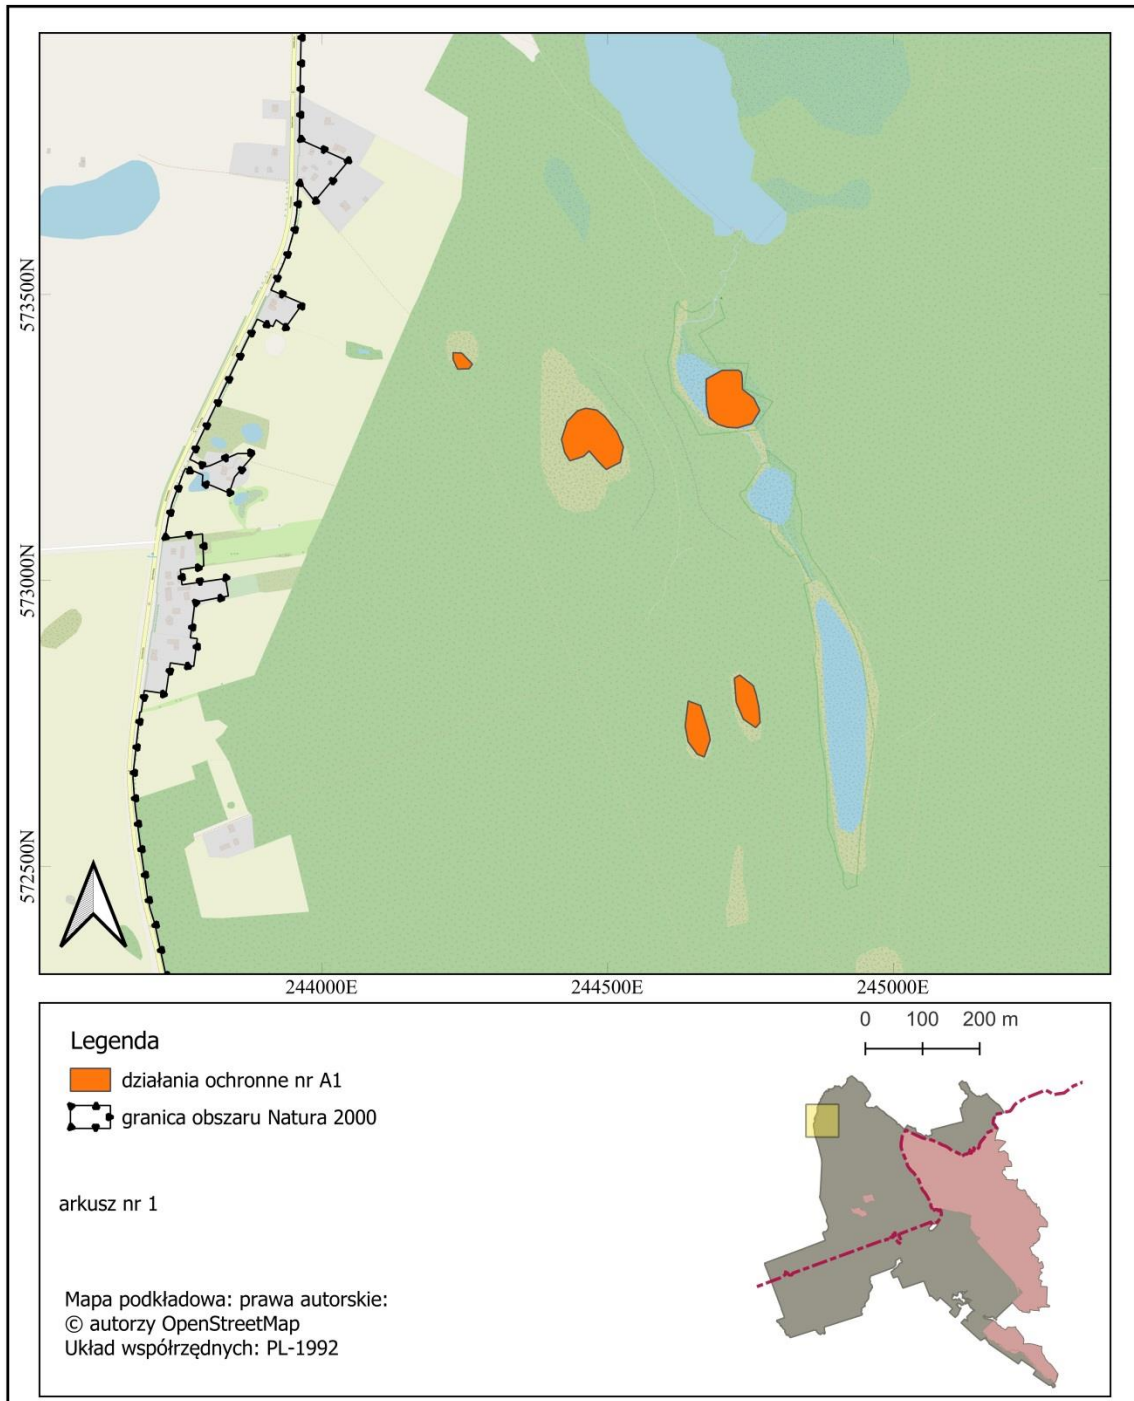 573500N
573000N
572500N
244000E 244500E 245000E
Legenda
działania ochronne nr A1
granica obszaru Natura 2000
arkusz nr 1
Mapa podkładowa: prawa autorskie:
© autorzy OpenStreetMap
Układ współrzędnych: PL-1992
0 100 200 m